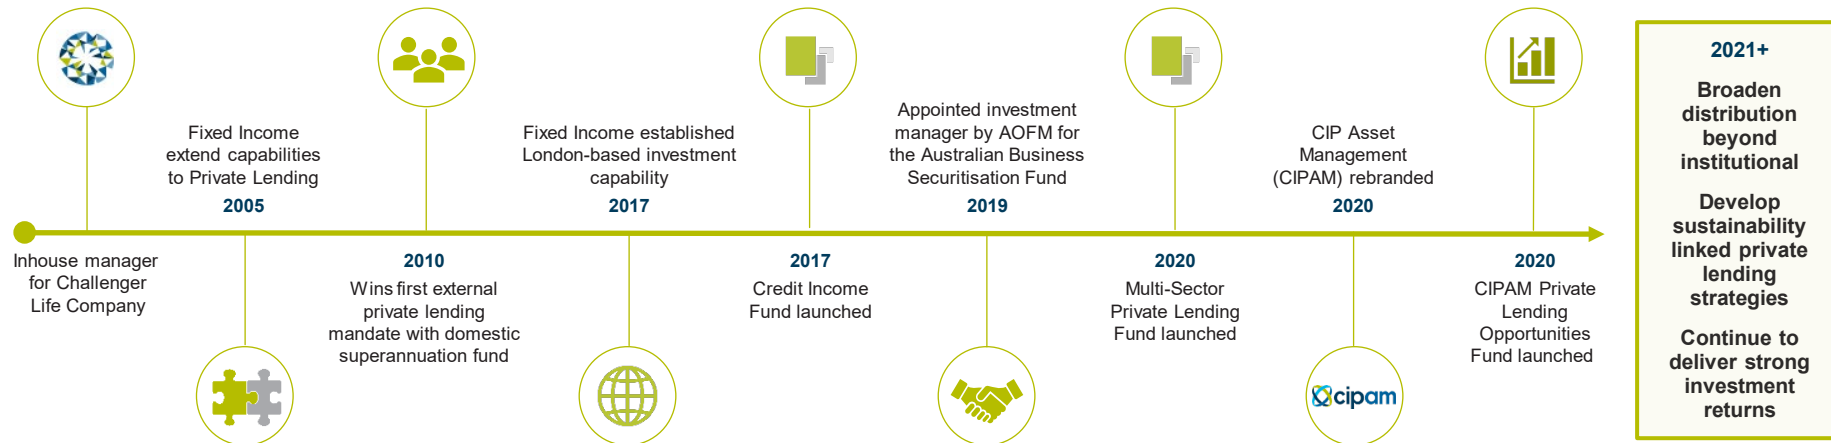 Inhouse manager
for Challenger
Life Company
Fixed Income
extend capabilities
to Private Lending
2005
2010
Wins first external
private lending
mandate with domestic
superannuation fund
Fixed Income established
London-based investment
capability
2017
2017
Credit Income
Fund launched
Appointed investment
manager by AOFM for
the Australian Business
Securitisation Fund
2019
2020
Multi-Sector
Private Lending
Fund launched
CIP Asset
Management
(CIPAM) rebranded
2020
cipam
2020
CIPAM Private
Lending
Opportunities
Fund launched
2021+
Broaden
distribution
beyond
institutional
Develop
sustainability
linked private
lending
strategies
Continue to
deliver strong
investment
returns